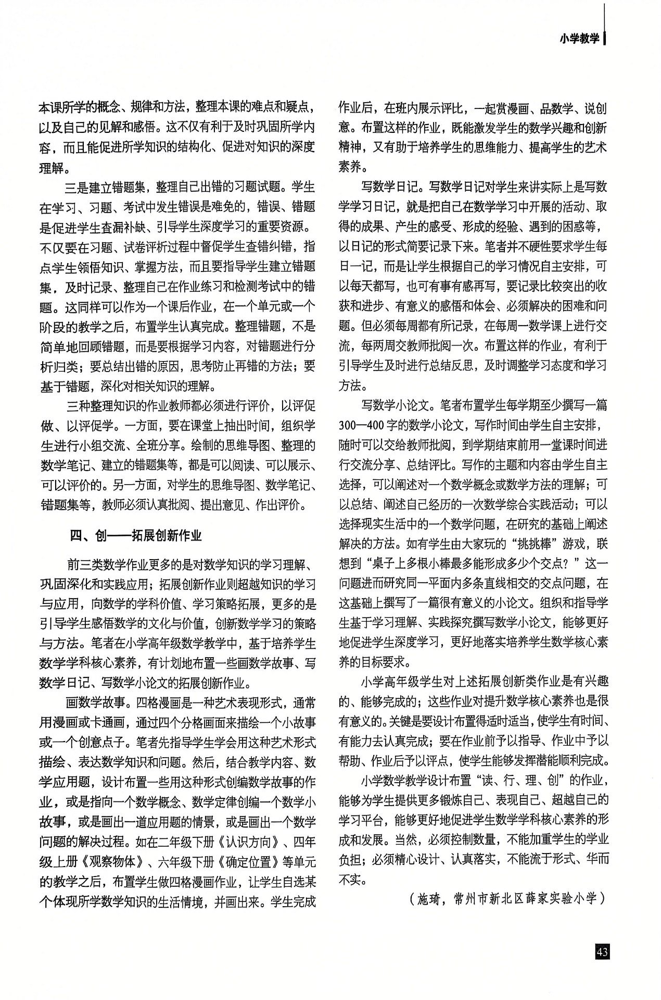 小学教学
本课所学的概念、规律和方法，整理本课的难点和疑点，
以及自己的见解和感悟。这不仅有利于及时巩固所学内
容，而且能促进所学知识的结构化、促进对知识的深度
理解。
三是建立错题集，整理自己出错的习题试题。学生
在学习、习题、考试中发生错误是难免的，错误、错题
是促进学生查漏补缺、引导学生深度学习的重要资源。
不仅要在习题、试卷评析过程中督促学生查错纠错，指
点学生领悟知识、掌握方法，而且要指导学生建立错题
集，及时记录、整理自己在作业练习和检测考试中的错
题。这同样可以作为一个课后作业，在一个单元或一个
阶段的教学之后，布置学生认真完成。整理错题，不是
简单地回顾错题，而是要根据学习内容，对错题进行分
析归类；要总结出错的原因，思考防止再错的方法；要
基于错题，深化对相关知识的理解。
三种整理知识的作业教师都必须进行评价，以评促
做、以评促学。一方面，要在课堂上抽出时间，组织学
生进行小组交流、全班分享。绘制的思维导图、整理的
数学笔记、建立的错题集等，都是可以阅读、可以展示、
可以评价的。另一方面，对学生的思维导图、数学笔记、
错题集等，教师必须认真批阅、提出意见、作出评价。
四、创——拓展创新作业
前三类数学作业更多的是对数学知识的学习理解、
巩固深化和实践应用；拓展创新作业则超越知识的学习
与应用，向数学的学科价值、学习策略拓展，更多的是
引导学生感悟数学的文化与价值，创新数学学习的策略
与方法。笔者在小学高年级数学教学中，基于培养学生
数学学科核心素养，有计划地布置一些画数学故事、写
数学日记、写数学小论文的拓展创新作业。
画数学故事。四格漫画是一种艺术表现形式，通常
用漫画或卡通画，通过四个分格画面来描绘一个小故事
或一个创意点子。笔者先指导学生学会用这种艺术形式
描绘、表达数学知识和问题。然后，结合教学内容、数
学应用题，设计布置一些用这种形式创编数学故事的作
业，或是指向一个数学概念、数学定律创编一个数学小
故事，或是画出一道应用题的情景，或是画出一个数学
问题的解决过程。如在二年级下册《认识方向》、四年
级上册《观察物体》、六年级下册《确定位置》等单元
的教学之后，布置学生做四格漫画作业，让学生自选某
个体现所学数学知识的生活情境，并画出来。学生完成
作业后，在班内展示评比，一起赏漫画、品数学、说创
意。布置这样的作业，既能激发学生的数学兴趣和创新
精神，又有助于培养学生的思维能力、提高学生的艺术
素养。
写数学日记。写数学日记对学生来讲实际上是写数
学学习日记，就是把自己在数学学习中开展的活动、取
得的成果、产生的感受、形成的经验、遇到的困惑等，
以日记的形式简要记录下来。笔者并不硬性要求学生每
日一记，而是让学生根据自己的学习情况自主安排，可
以每天都写，也可有事有感再写，要记录比较突出的收
获和进步、有意义的感悟和体会、必须解决的困难和问
题。但必须每周都有所记录，在每周一数学课上进行交
流，每两周交教师批阅一次。布置这样的作业，有利于
引导学生及时进行总结反思，及时调整学习态度和学习
方法。
写数学小论文。笔者布置学生每学期至少撰写一篇
300—400字的数学小论文，写作时间由学生自主安排，
随时可以交给教师批阅，到学期结束前用一堂课时间进
行交流分享、总结评比。写作的主题和内容由学生自主
选择，可以阐述对一个数学概念或数学方法的理解；可
以总结、阐述自己经历的一次数学综合实践活动；可以
选择现实生活中的一个数学问题，在研究的基础上阐述
解决的方法。如有学生由大家玩的“挑挑棒”游戏，联
想到“桌子上多根小棒最多能形成多少个交点？”这一
问题进而研究同一平面内多条直线相交的交点问题，在
这基础上撰写了一篇很有意义的小论文。组织和指导学
生基于学习理解、实践探究撰写数学小论文，能够更好
地促进学生深度学习，更好地落实培养学生数学核心素
养的目标要求。
小学高年级学生对上述拓展创新类作业是有兴趣
的、能够完成的；这些作业对提升数学核心素养也是很
有意义的。关键是要设计布置得适时适当，使学生有时间、
有能力去认真完成；要在作业前予以指导、作业中予以
帮助、作业后予以评点，使学生能够发挥潜能顺利完成。
小学数学教学设计布置“读、行、理、创”的作业，
能够为学生提供更多锻炼自己、表现自己、超越自己的
学习平台，能够更好地促进学生数学学科核心素养的形
成和发展。当然，必须控制数量，不能加重学生的学业
负担；必须精心设计、认真落实，不能流于形式、华而
不实。
（施琦，常州市新北区薛家实验小学）
43